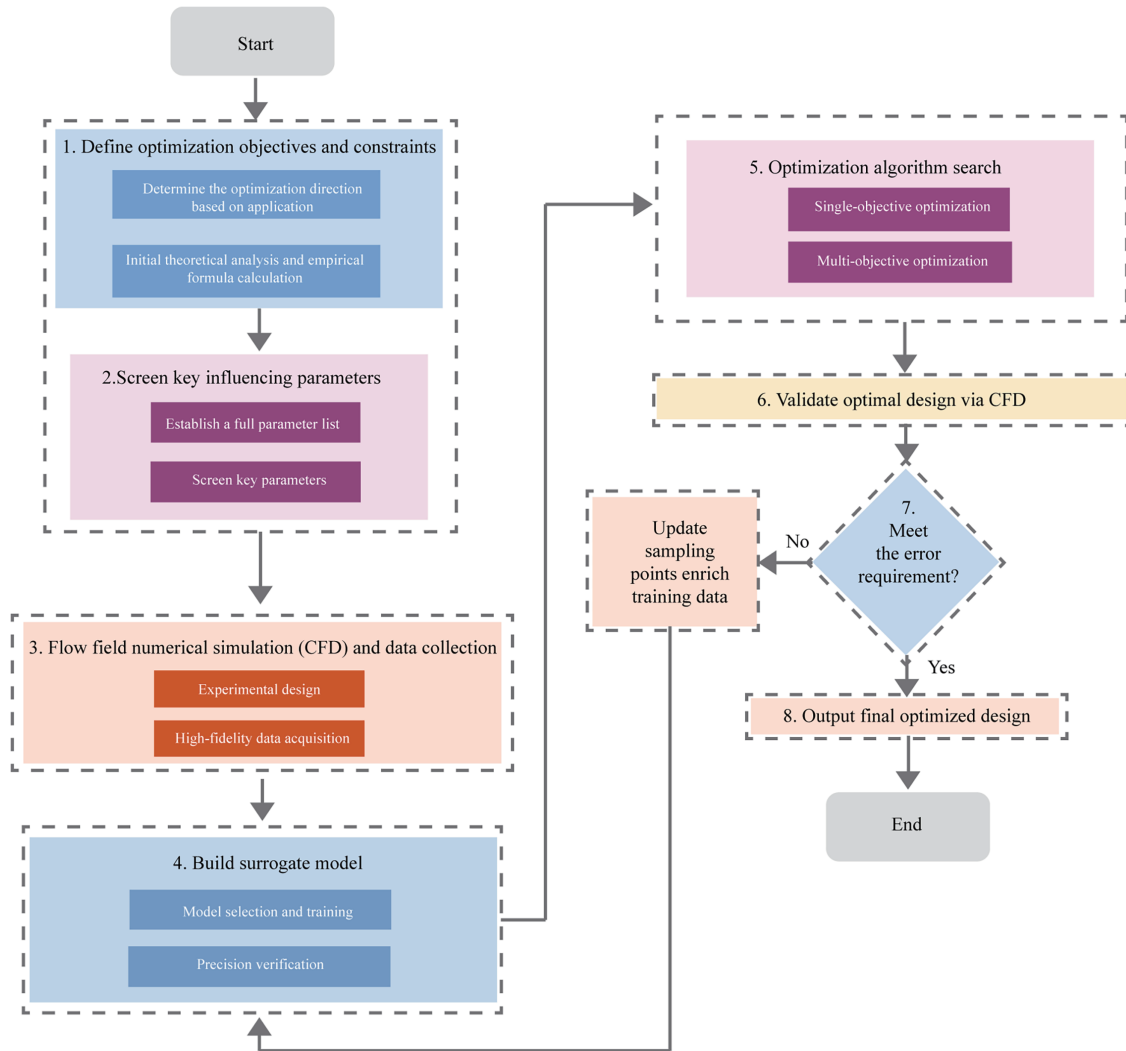 Start
1. Define optimization objectives and constraints
Determine the optimization direction
based on application
Initial theoretical analysis and empirical
formula calculation
2.Screen key influencing parameters
Establish a full parameter list
Screen key parameters
3. Flow field numerical simulation (CFD) and data collection
Experimental design
High-fidelity data acquisition
4. Build surrogate model
Model selection and training
Precision verification
5. Optimization algorithm search
Single-objective optimization
Multi-objective optimization
6. Validate optimal design via CFD
7.
Meet
the error
requirement?
No
Update
sampling
points enrich
training data
Yes
8. Output final optimized design
End